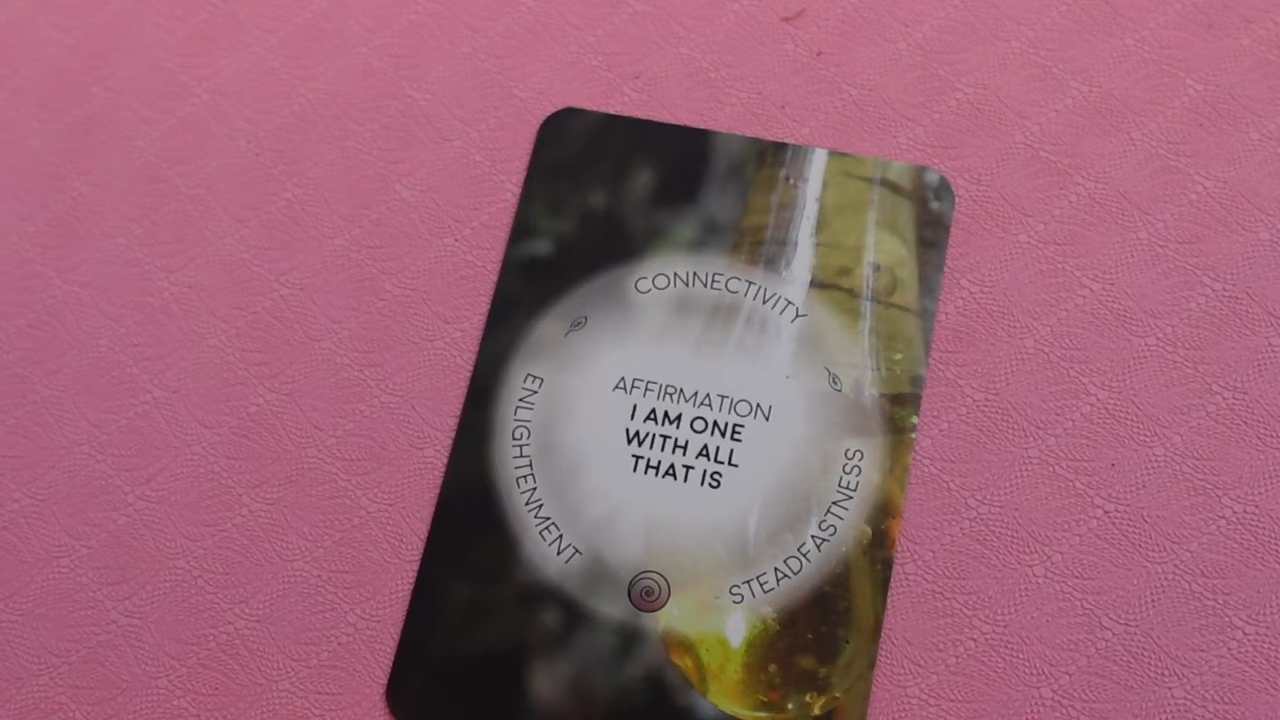 CONNECTIVITY
AFFIRMATION
I AM ONE
WITH ALL
THAT IS
ENLIGHTENMENT
STEADFASTNESS